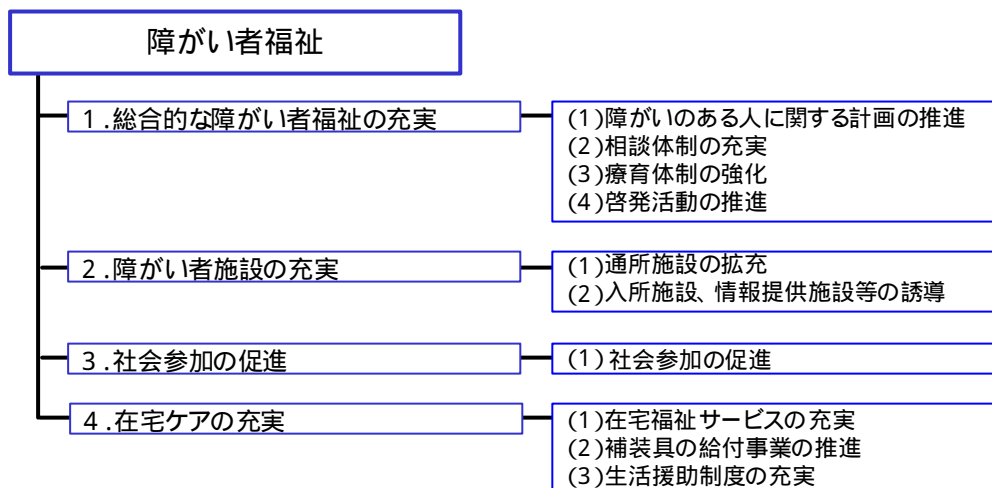 障がい者福祉
1.総合的な障がい者福祉の充実
(1)障がいのある人に関する計画の推進
(2)相談体制の充実
(3)療育体制の強化
(4)啓発活動の推進
2.障がい者施設の充実
(1)通所施設の拡充
(2)入所施設、情報提供施設等の誘導
3.社会参加の促進
(1)社会参加の促進
4.在宅ケアの充実
(1)在宅福祉サービスの充実
(2)補装具の給付事業の推進
(3)生活援助制度の充実